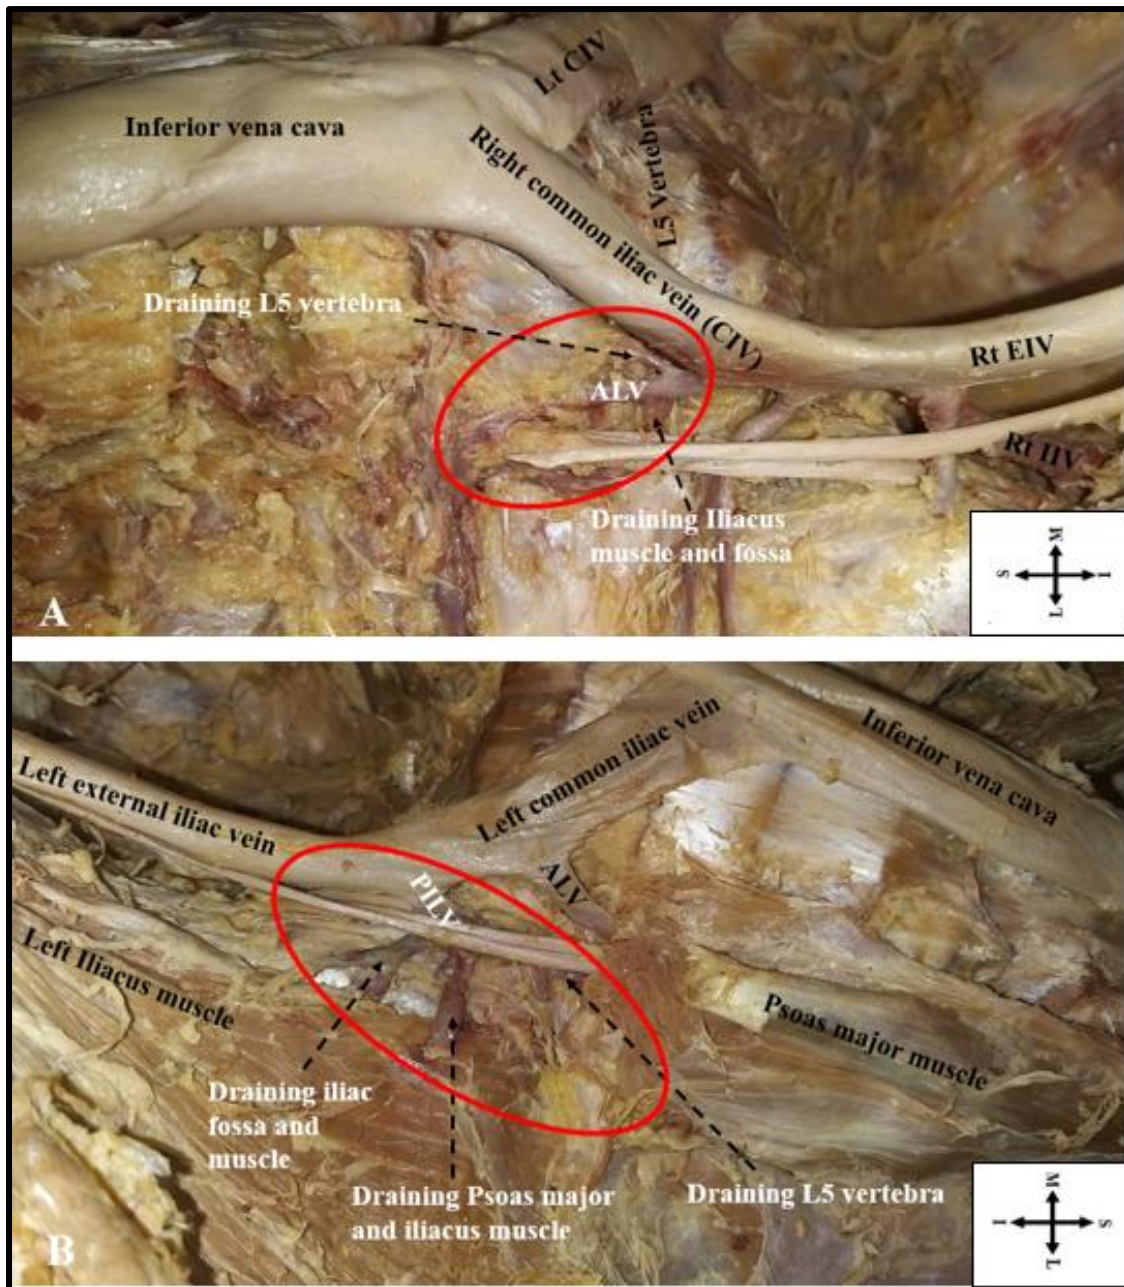 Lt CIV
Inferior vena cava
L5 Vertebra
Right common iliac vein (CIV)
Draining L5 vertebra
Rt EIV
ALV
Rt IIV
Draining Iliacus
muscle and fossa
M
S
I
L
A
Left common iliac vein
Inferior vena cava
Left external iliac vein
ALV
PILV
Left Iliacus muscle
Psoas major muscle
Draining iliac
fossa and
muscle
Draining Psoas major
and iliacus muscle
Draining L5 vertebra
M
I
S
L
B